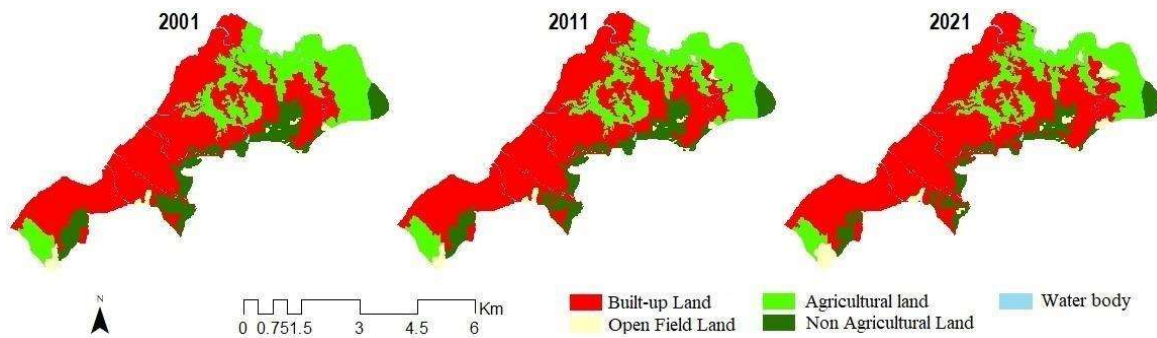 2001 2011 2021
N
Km
0 0.751.5 3 4.5 6
Built-up Land Agricultural land Water body
Open Field Land Non Agricultural Land